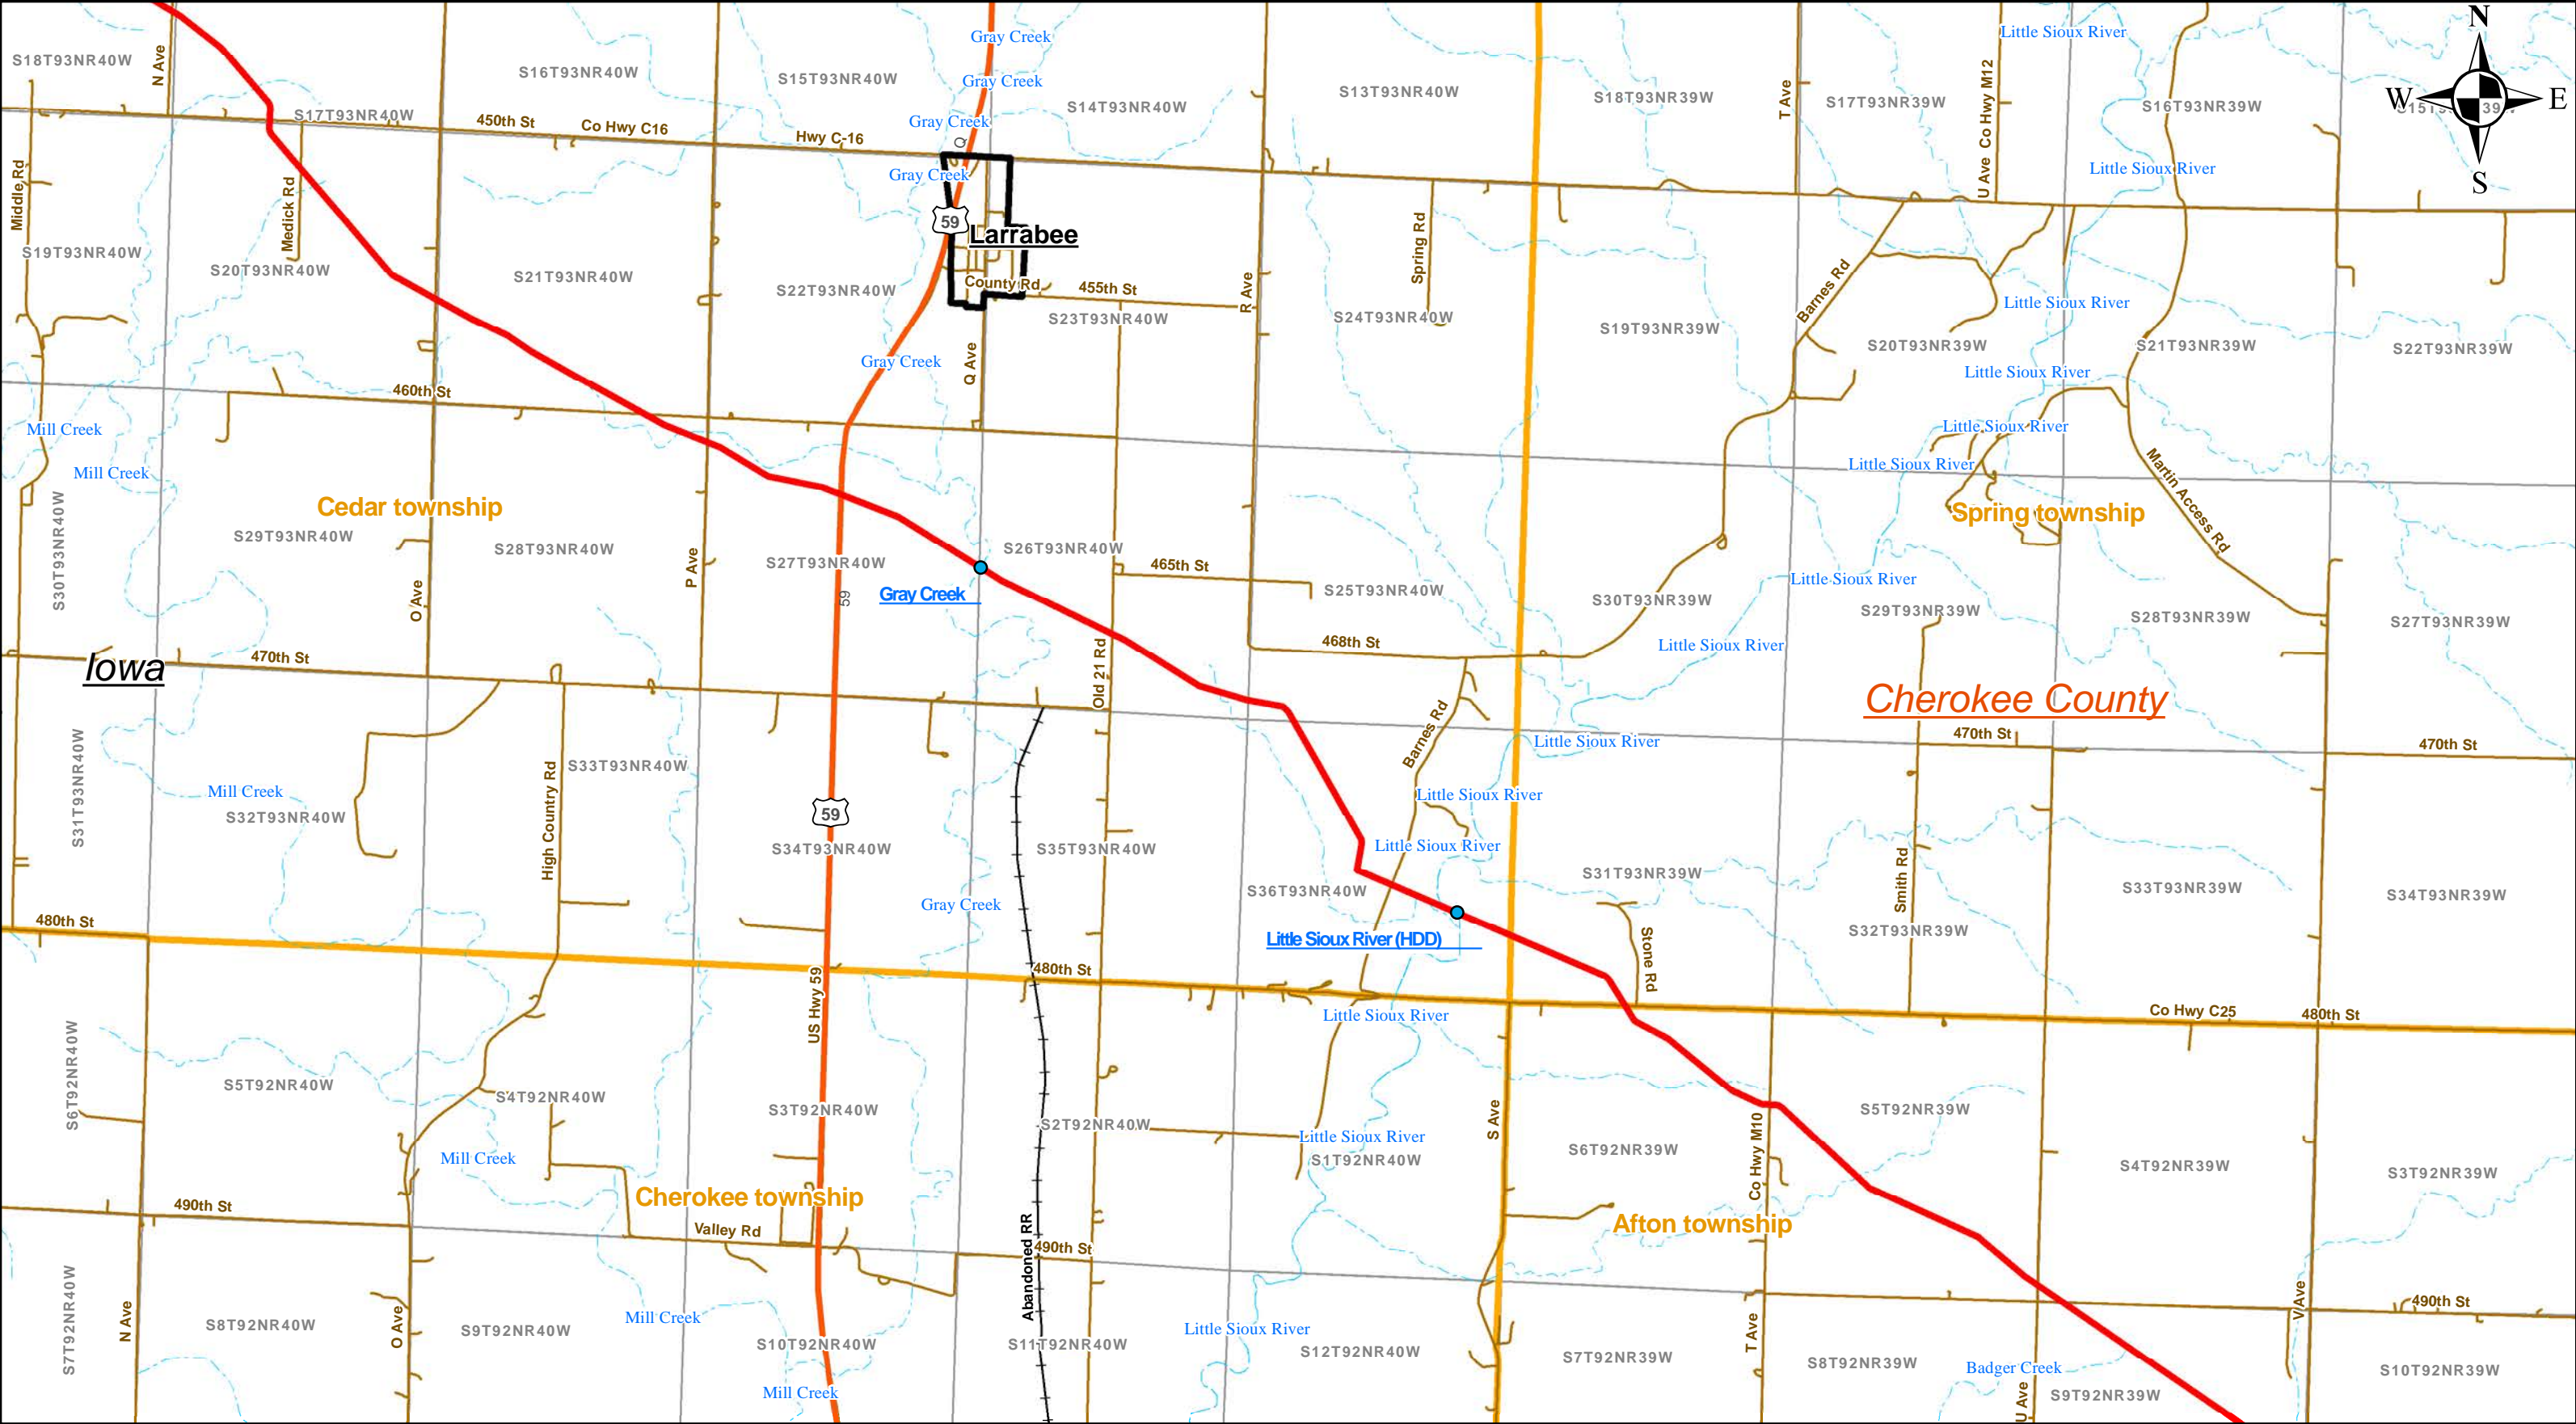 N
W
E
S
Gray Creek
Little Sioux River
S18T93NR40W
N Ave
S16T93NR40W
S15T93NR40W
Gray Creek
S14T93NR40W
S13T93NR40W
S18T93NR39W
T Ave
S17T93NR39W
U Ave Co Hwy M12
S16T93NR39W
S17T93NR40W
450th St
Co Hwy C16
Hwy C-16
Gray Creek
Q
Gray Creek
Little Sioux River
Middle Rd
Medick Rd
59
Larrabee
Spring Rd
S19T93NR40W
S20T93NR40W
S21T93NR40W
S22T93NR40W
County Rd
455th St
R Ave
S23T93NR40W
S24T93NR40W
S19T93NR39W
Barnes Rd
Little Sioux River
S20T93NR39W
S21T93NR39W
S22T93NR39W
Gray Creek
Q Ave
Little Sioux River
460th St
Mill Creek
Little Sioux River
Mill Creek
Little Sioux River
Cedar township
Spring township
Martin Access Rd
S30T93NR40W
S29T93NR40W
S28T93NR40W
S27T93NR40W
S26T93NR40W
465th St
S25T93NR40W
S30T93NR39W
Little Sioux River
S29T93NR39W
S28T93NR39W
S27T93NR39W
O Ave
P Ave
59
Gray Creek
468th St
Little Sioux River
Iowa
470th St
Old 21 Rd
Cherokee County
Barnes Rd
Little Sioux River
470th St
470th St
S31T93NR40W
Mill Creek
S32T93NR40W
High Country Rd
S33T93NR40W
59
S34T93NR40W
S35T93NR40W
Little Sioux River
Little Sioux River
S36T93NR40W
S31T93NR39W
Smith Rd
S32T93NR39W
S33T93NR39W
S34T93NR39W
Gray Creek
480th St
Little Sioux River (HDD)
Stone Rd
US Hwy 59
480th St
Little Sioux River
Co Hwy C25
480th St
S6T92NR40W
S5T92NR40W
S4T92NR40W
S3T92NR40W
S2T92NR40W
Little Sioux River
S1T92NR40W
S Ave
S6T92NR39W
Co Hwy M10
S5T92NR39W
S4T92NR39W
S3T92NR39W
Mill Creek
Cherokee township
Afton township
490th St
Valley Rd
490th St
Abandoned RR
S7T92NR40W
N Ave
S8T92NR40W
O Ave
S9T92NR40W
Mill Creek
S10T92NR40W
S11T92NR40W
Little Sioux River
S12T92NR40W
S7T92NR39W
T Ave
S8T92NR39W
Badger Creek
U Ave
S9T92NR39W
V Ave
490th St
S10T92NR39W
Mill Creek